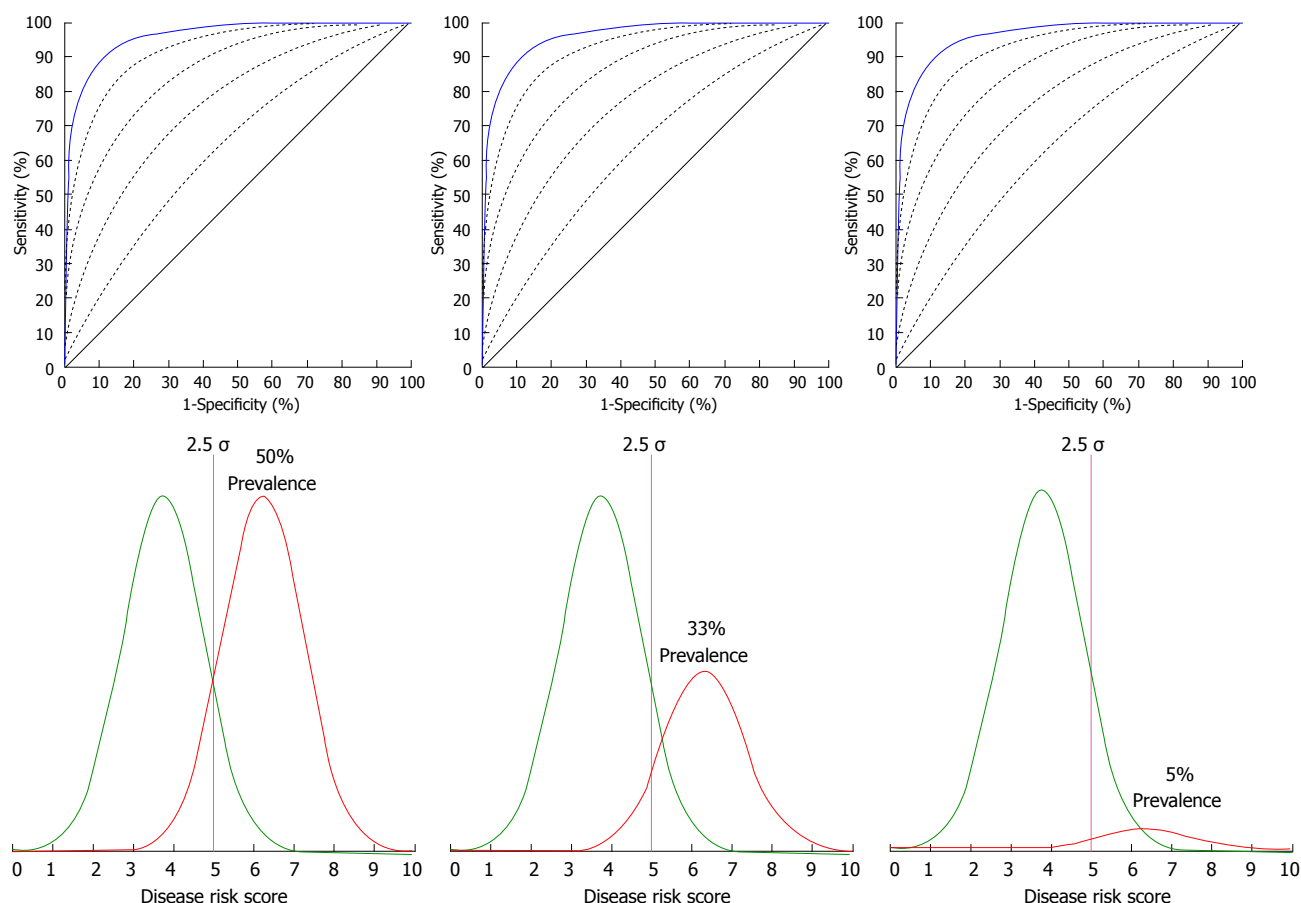 100
90
80
70
60
50
40
30
20
10
0
Sensitivity (%)
0 10 20 30 40 50 60 70 80 90 100
1-Specificity (%)
100
90
80
70
60
50
40
30
20
10
0
Sensitivity (%)
0 10 20 30 40 50 60 70 80 90 100
1-Specificity (%)
100
90
80
70
60
50
40
30
20
10
0
Sensitivity (%)
0 10 20 30 40 50 60 70 80 90 100
1-Specificity (%)
2.5 σ
50%
Prevalence
0 1 2 3 4 5 6 7 8 9 10
Disease risk score
2.5 σ
33%
Prevalence
0 1 2 3 4 5 6 7 8 9 10
Disease risk score
2.5 σ
5%
Prevalence
0 1 2 3 4 5 6 7 8 9 10
Disease risk score